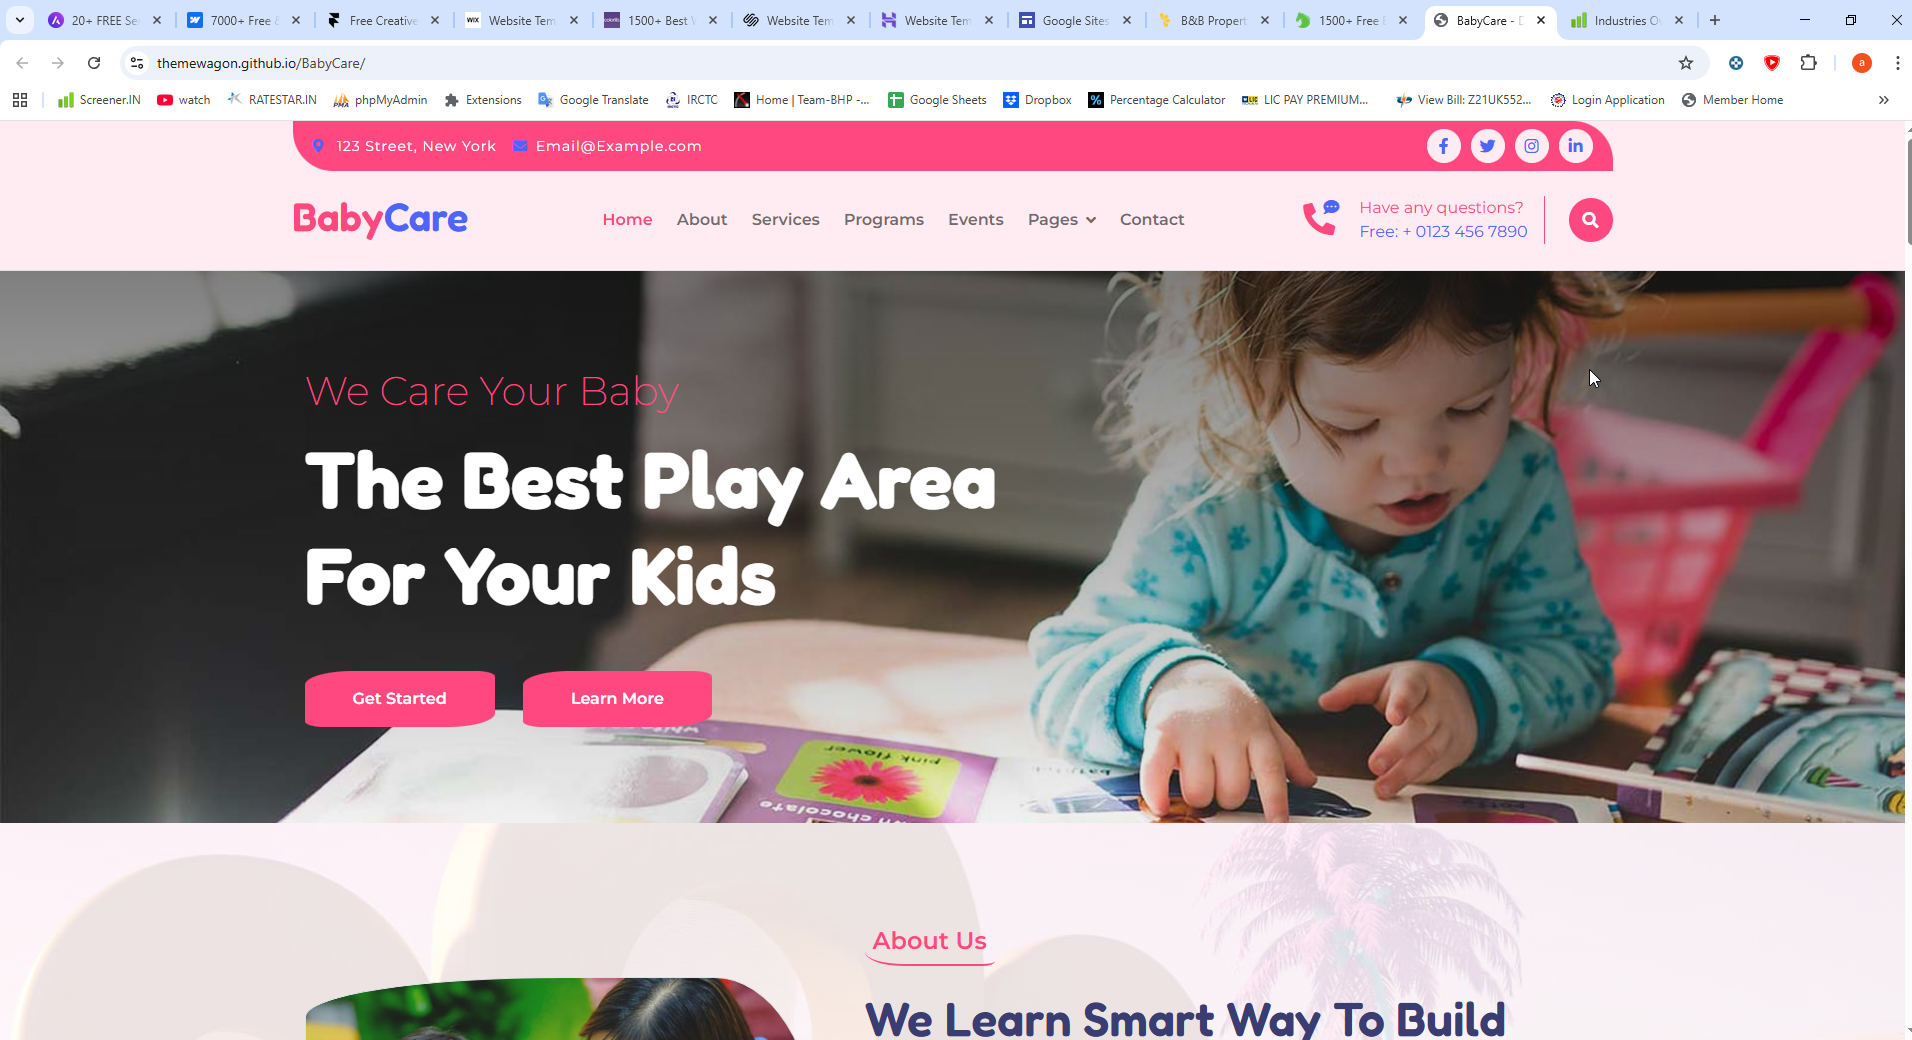 20+ FREE Se
7000+ Free &
Free Creative
WIX Website Tem
1500+ Best
Website Tem
Website Tem
Google Sites
B&B Propert
1500+ Free
BabyCare - D
Industries O
themewagon.github.io/BabyCare/
a
Screener.IN
watch
RATESTAR.IN
phpMyAdmin
Extensions
Google Translate
IRCTC
Home | Team-BHP -...
Google Sheets
Dropbox
Percentage Calculator
LIC PAY PREMIUM...
View Bill: Z21UK552...
Login Application
Member Home
123 Street, New York
Email@Example.com
BabyCare
Home
About
Services
Programs
Events
Pages
Contact
Have any questions?
Free: + 0123 456 7890
We Care Your Baby
The Best Play Area
For Your Kids
Get Started
Learn More
pink flower
chocolate
About Us
We Learn Smart Way To Build